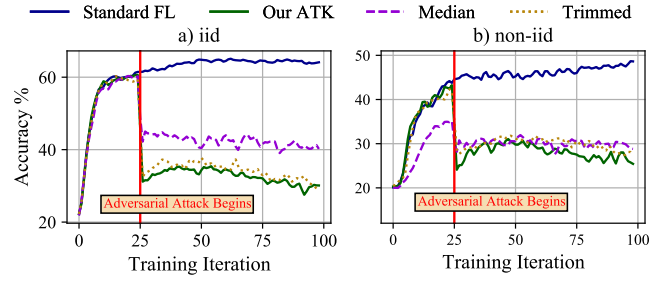 Standard FL Our ATK Median Trimmed
a) iid
b) non-iid
Accuracy %
60
40
20
Adversarial Attack Begins
0 25 50 75 100
Training Iteration
50
40
30
20
Adversarial Attack Begins
0 25 50 75 100
Training Iteration